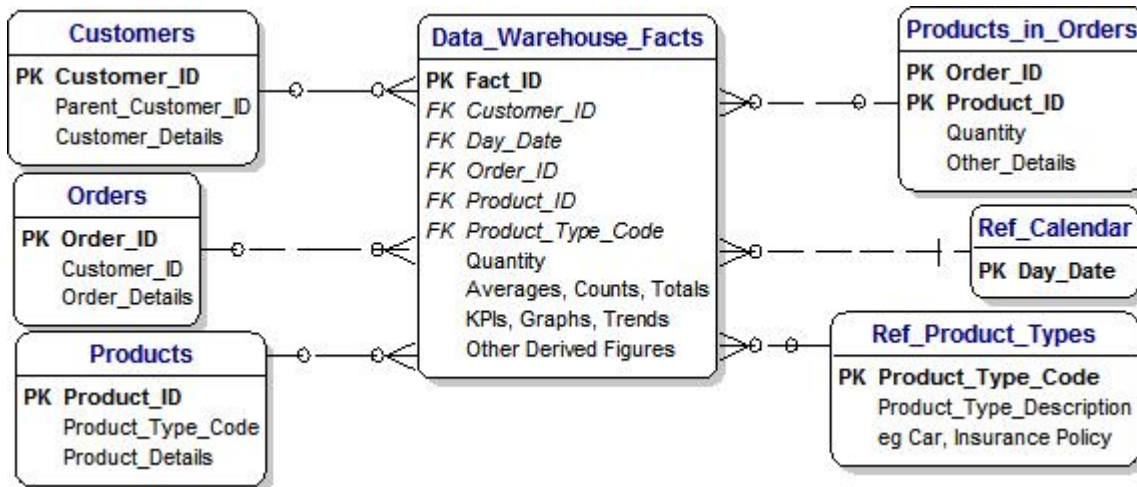 Customers
PK Customer_ID
Parent_Customer_ID
Customer_Details
Orders
PK Order_ID
Customer_ID
Order_Details
Products
PK Product_ID
Product_Type_Code
Product_Details
Data_Warehouse_Facts
PK Fact_ID
FK Customer_ID
FK Day_Date
FK Order_ID
FK Product_ID
FK Product_Type_Code
Quantity
Averages, Counts, Totals
KPIs, Graphs, Trends
Other Derived Figures
Products_in_Orders
PK Order_ID
PK Product_ID
Quantity
Other_Details
Ref_Calendar
PK Day_Date
Ref_Product_Types
PK Product_Type_Code
Product_Type_Description
eg Car, Insurance Policy